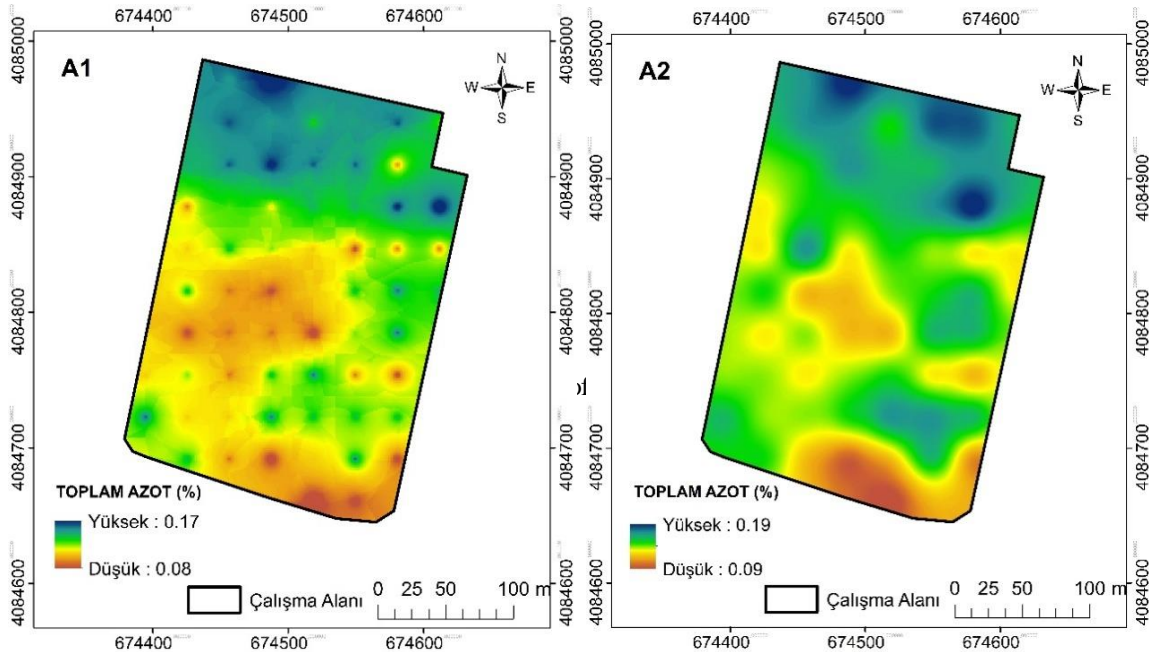 674400 674500 674600
4085000
4084900
4084800
4084700
4084600
A1
N
W E
S
TOPLAM AZOT (%)
Yüksek : 0.17
Düşük : 0.08
Çalışma Alanı
0 25 50 100 m
674400 674500 674600
4085000
4084900
4084800
4084700
4084600
674400 674500 674600
4085000
4084900
4084800
4084700
4084600
A2
N
W E
S
TOPLAM AZOT (%)
Yüksek : 0.19
Düşük : 0.09
Çalışma Alanı
0 25 50 100 m
674400 674500 674600
4085000
4084900
4084800
4084700
4084600